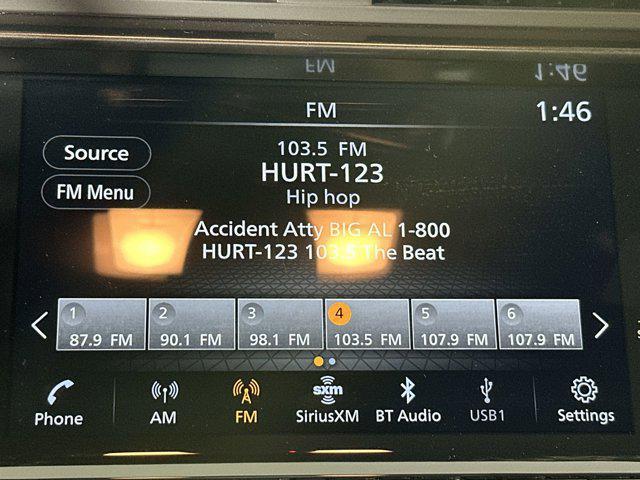 FM
1:46
FM
1:46
Source
103.5 FM
HURT-123
FM Menu
Hip hop
Accident Atty BIG AL 1-800
HURT-123 103.5 The Beat
1 2 3 4 5 6
87.9 FM 90.1 FM 98.1 FM 103.5 FM 107.9 FM 107.9 FM
sxm
Phone AM FM SiriusXM BT Audio USB1 Settings